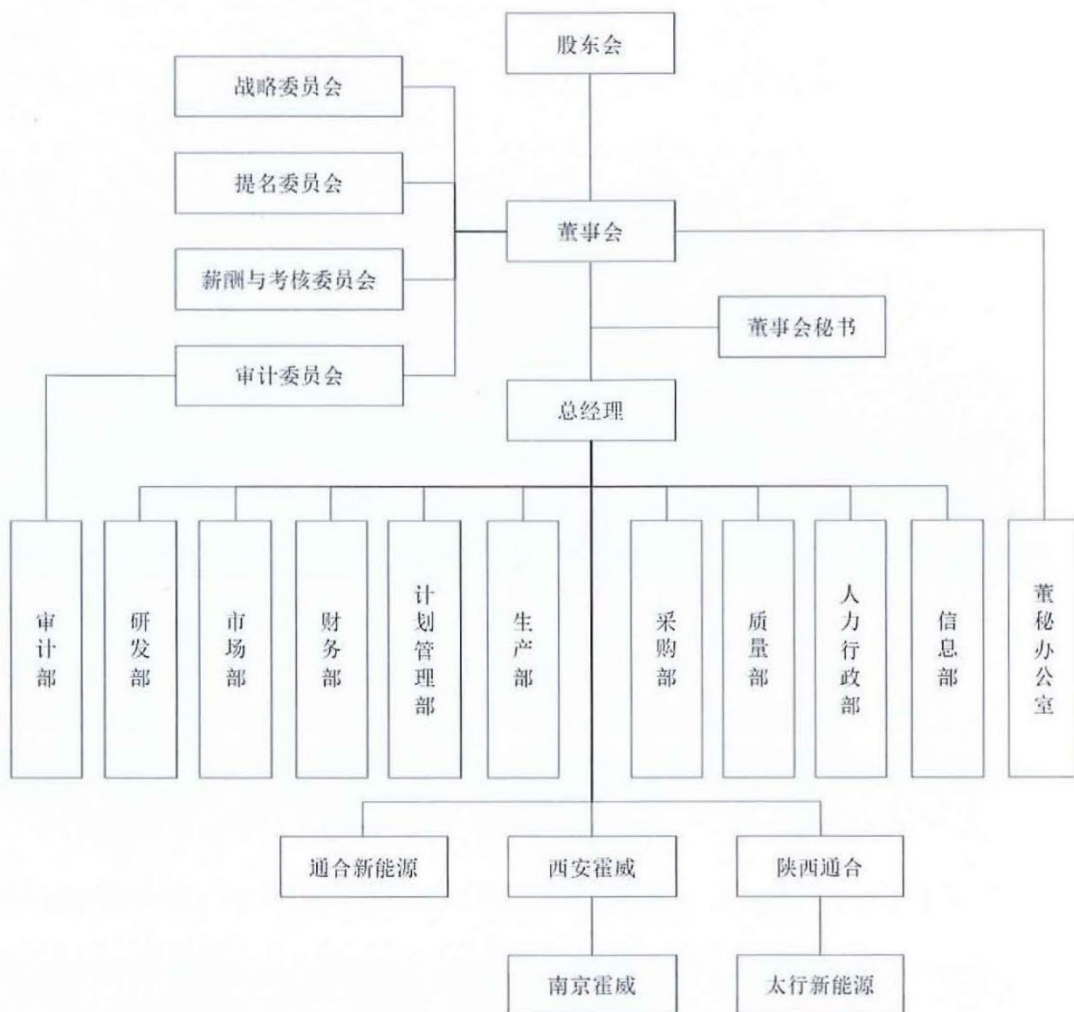 股东会
战略委员会
提名委员会
董事会
薪酬与考核委员会
董事会秘书
审计委员会
总经理
审计部
研发部
市场部
财务部
计划管理部
生产部
采购部
质量部
人力行政部
信息部
董秘办公室
通合新能源
西安霍威
陕西通合
南京霍威
太行新能源